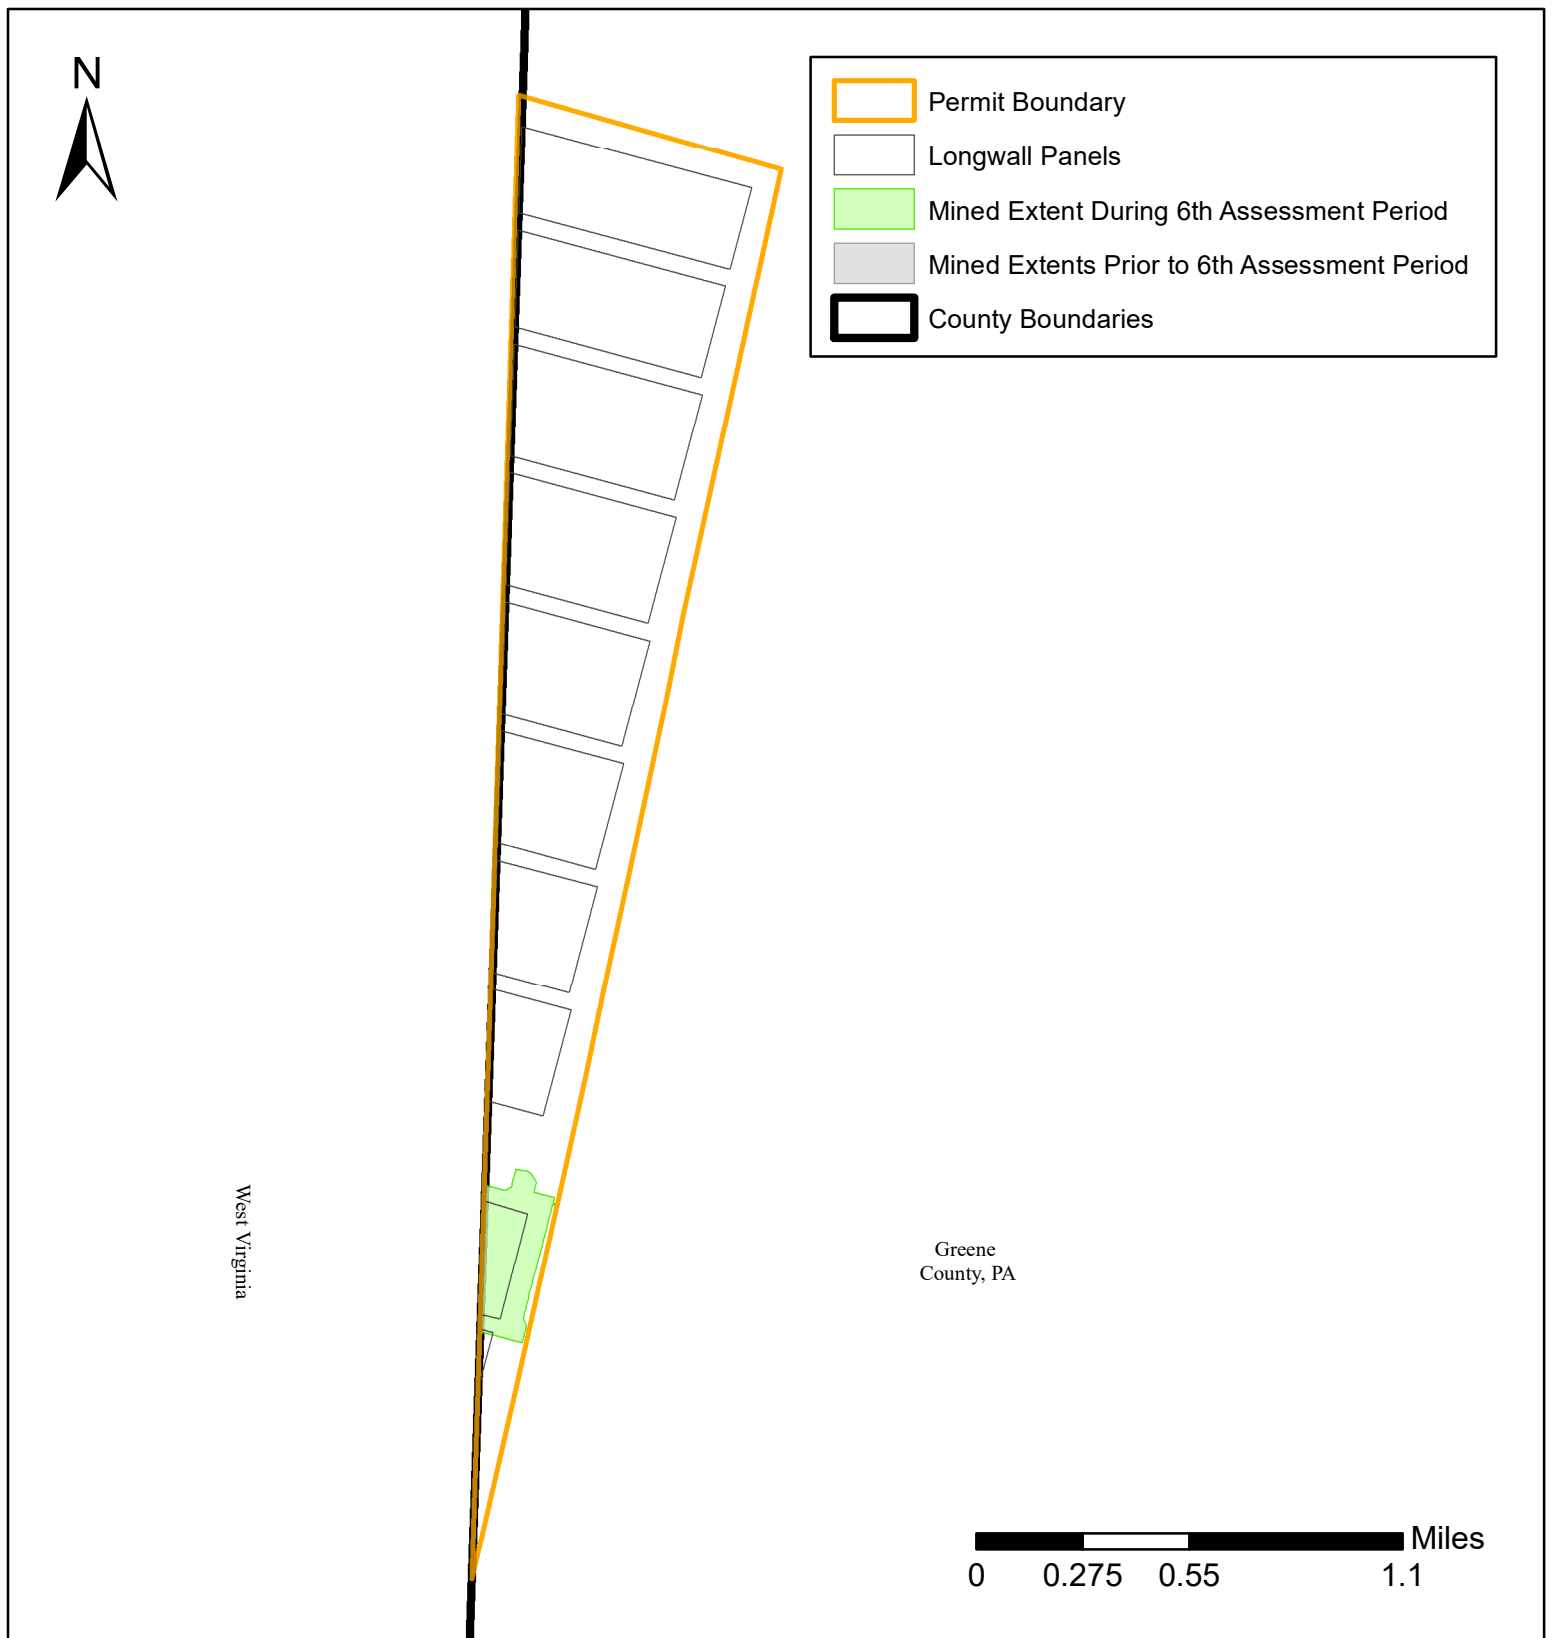 N
Permit Boundary
Longwall Panels
Mined Extent During 6th Assessment Period
Mined Extents Prior to 6th Assessment Period
County Boundaries
West Virginia
Greene
County, PA
Miles
0 0.275 0.55 1.1